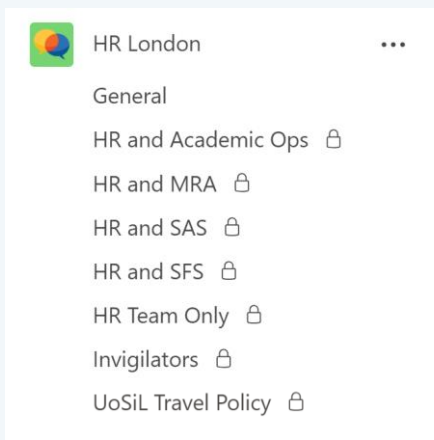 HR London
General
HR and Academic Ops
HR and MRA
HR and SAS
HR and SFS
HR Team Only
Invigilators
UoSiL Travel Policy